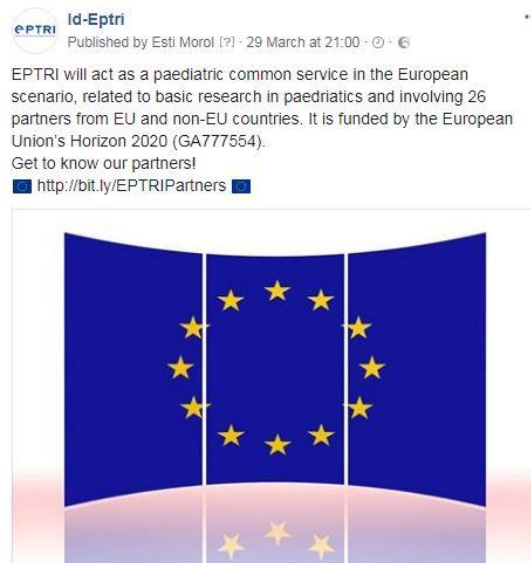 ePTRI
Id-Eptri
Published by Esti Morol [?] · 29 March at 21:00 ·
EPTRI will act as a paediatric common service in the European
scenario, related to basic research in paedriatics and involving 26
partners from EU and non-EU countries. It is funded by the European
Union's Horizon 2020 (GA777554).
Get to know our partners!
http://bit.ly/EPTRIPartners